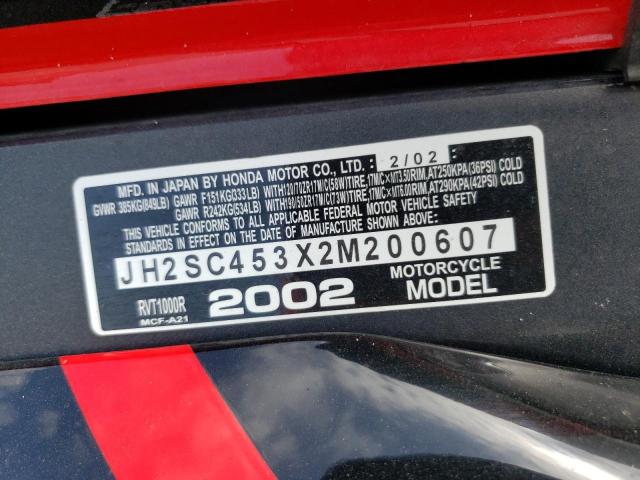 MFD. IN JAPAN BY HONDA MOTOR CO., LTD. : 2/02
GVWR 385KG(849LB) GAWR F151KG(333LB) WITH120/70ZR17M/C(58W)TIRE,17M/C×MT3.50RIM,AT250KPA(36PSI) COLD
GAWR R242KG(534LB) WITH190/50ZR17M/C(73W)TIRE,17M/C×MT6.00RIM,AT290KPA(42PSI) COLD
THIS VEHICLE CONFORMS TO ALL APPLICABLE FEDERAL MOTOR VEHICLE SAFETY
STANDARDS IN EFFECT ON THE DATE OF MANUFACTURE SHOWN ABOVE.
JH2SC453X2M200607
RVT1000R 2002 MOTORCYCLE
MCF-A21 MODEL